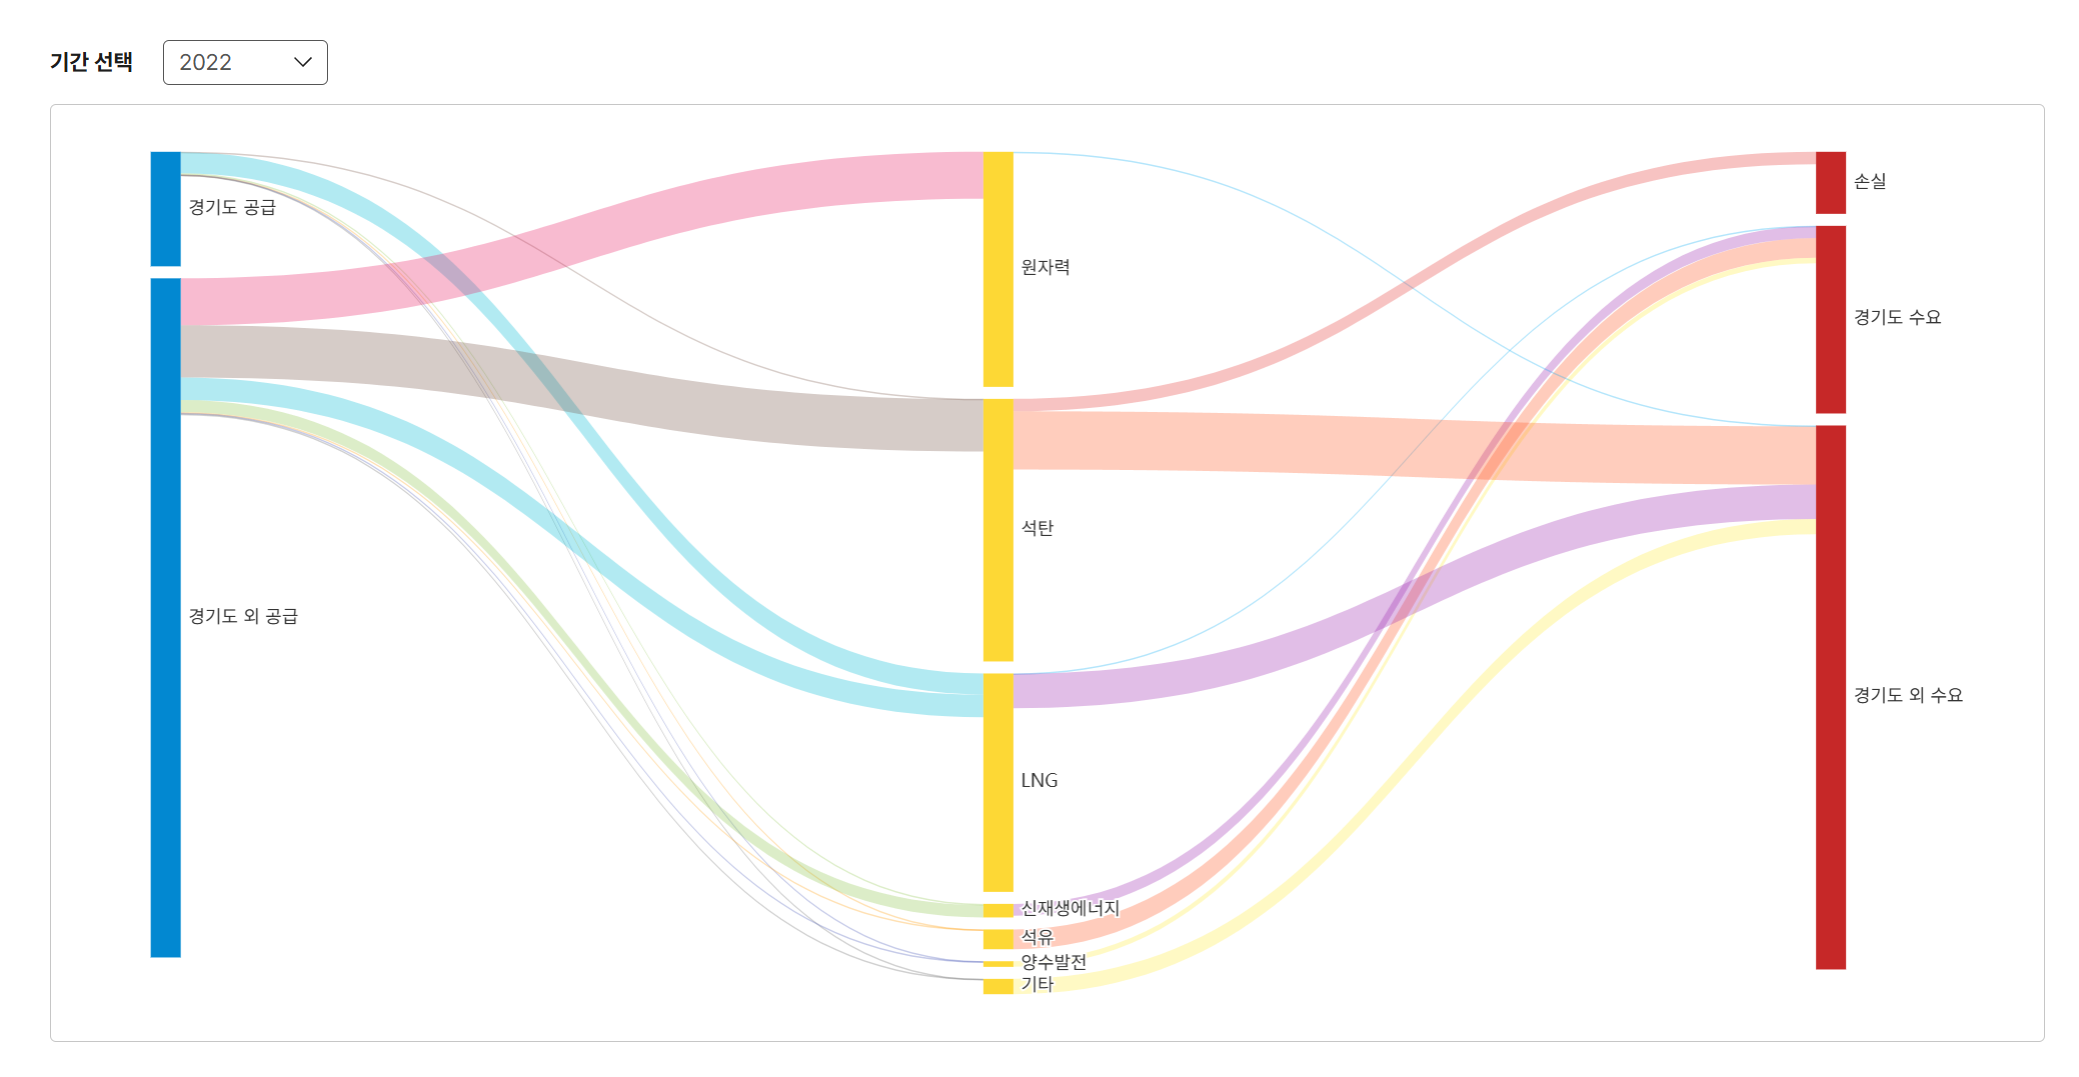 기간 선택
2022
경기도 공급
경기도 외 공급
원자력
석탄
LNG
신재생에너지
석유
양수발전
기타
손실
경기도 수요
경기도 외 수요